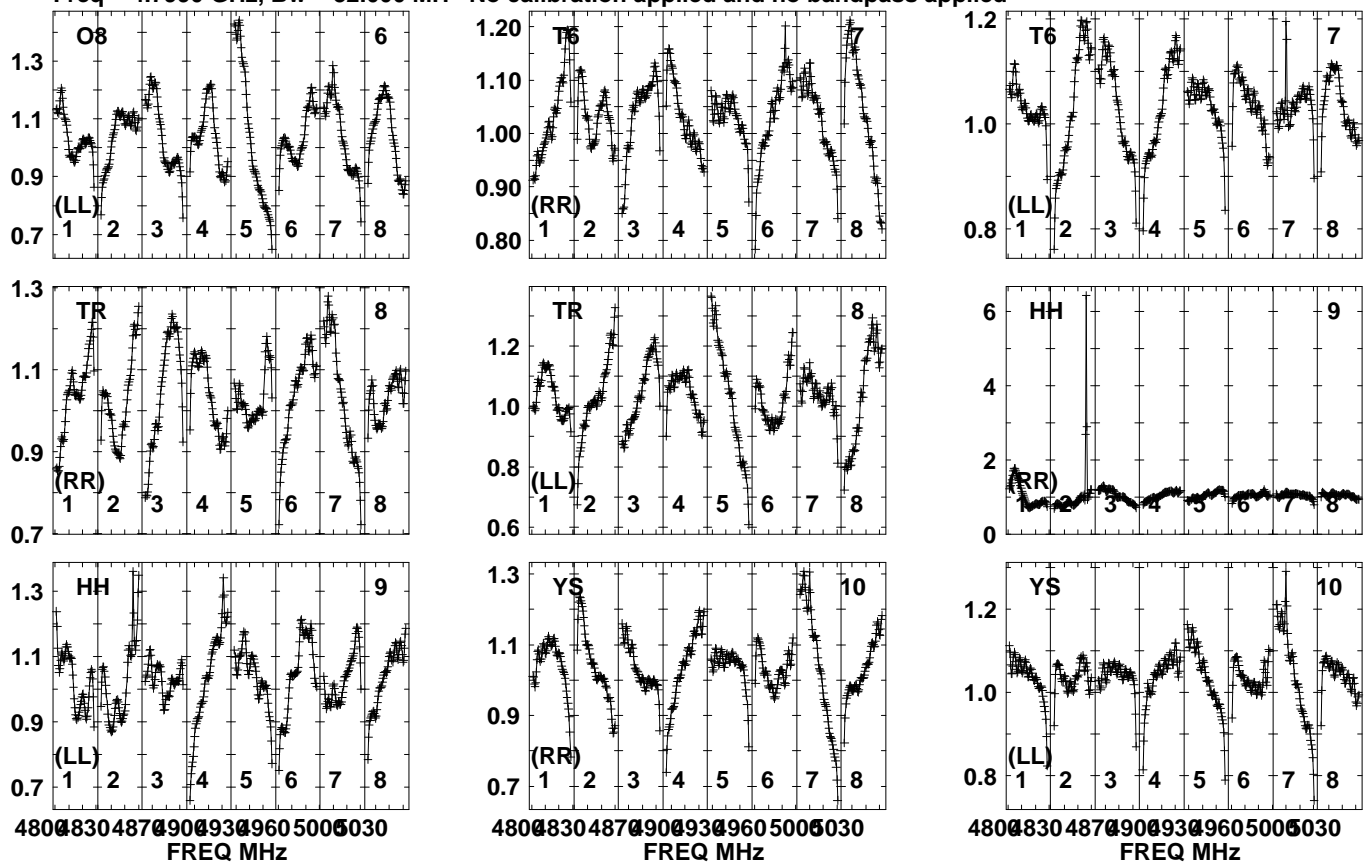 No calibration applied and no bandpass applied
O8 6 T6 7 T6 7
1.3 1.20 1.2
1.1 1.10
0.9 1.00 1.0
0.7 0.90 0.8
0.80
(LL) (RR) (LL)
1 2 3 4 5 6 7 8 1 2 3 4 5 6 7 8 1 2 3 4 5 6 7 8
TR 8 TR 8 HH 9
1.3 1.2 6
1.1 1.0 4
0.9 0.8 2
0.7 0.6 0
(RR) (LL) (RR)
1 2 3 4 5 6 7 8 1 2 3 4 5 6 7 8 1 2 3 4 5 6 7 8
HH 9 YS 10 YS 10
1.3 1.3 1.2
1.1 1.1 1.0
0.9 0.9 0.8
0.7 0.7
(LL) (RR) (LL)
1 2 3 4 5 6 7 8 1 2 3 4 5 6 7 8 1 2 3 4 5 6 7 8
4800 4830 4870 4900 4930 4960 5000 5030 4800 4830 4870 4900 4930 4960 5000 5030 4800 4830 4870 4900 4930 4960 5000 5030
FREQ MHz FREQ MHz FREQ MHz